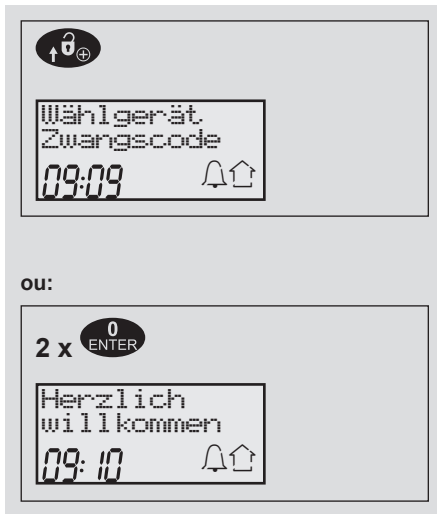 Wählgerät
Zwangscode
09:09
ou:
2 x 0 ENTER
Herzlich
willkommen
09:10